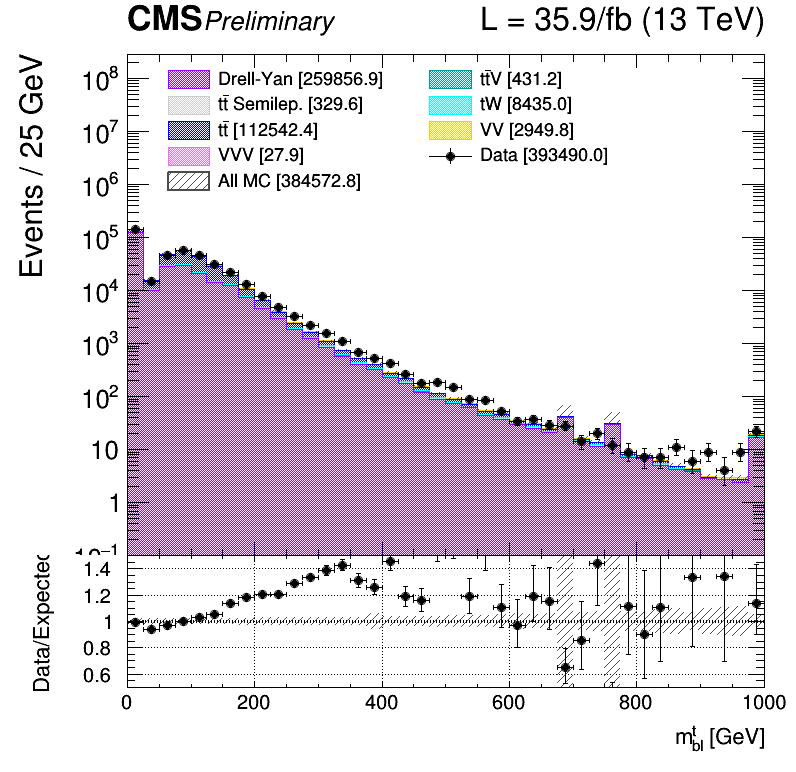 CMS Preliminary L = 35.9/fb (13 TeV)
Events / 25 GeV
Drell-Yan [259856.9]
tt̄ Semilep. [329.6]
tt̄ [112542.4]
VVV [27.9]
All MC [384572.8]
tt̄V [431.2]
tW [8435.0]
VV [2949.8]
Data [393490.0]
10⁸
10⁷
10⁶
10⁵
10⁴
10³
10²
10
1
10⁻¹
Data/Expected
1.4
1.2
1
0.8
0.6
0 200 400 600 800 1000
mᵗbl [GeV]